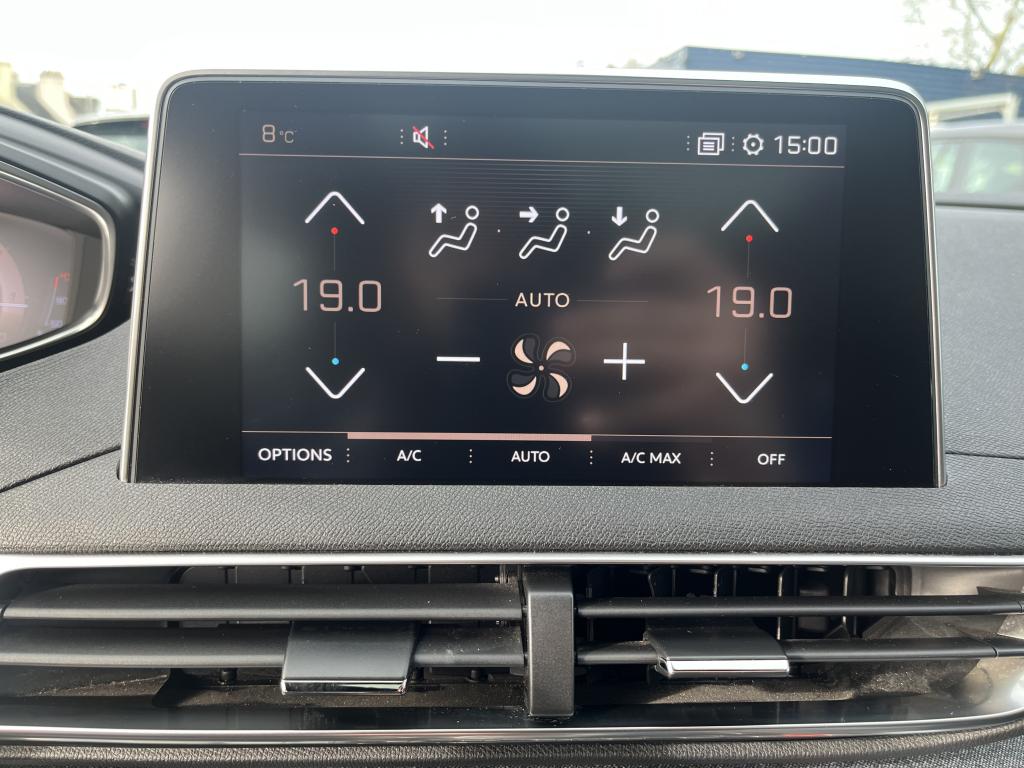 8°C
15:00
19.0
AUTO
19.0
OPTIONS
A/C
AUTO
A/C MAX
OFF